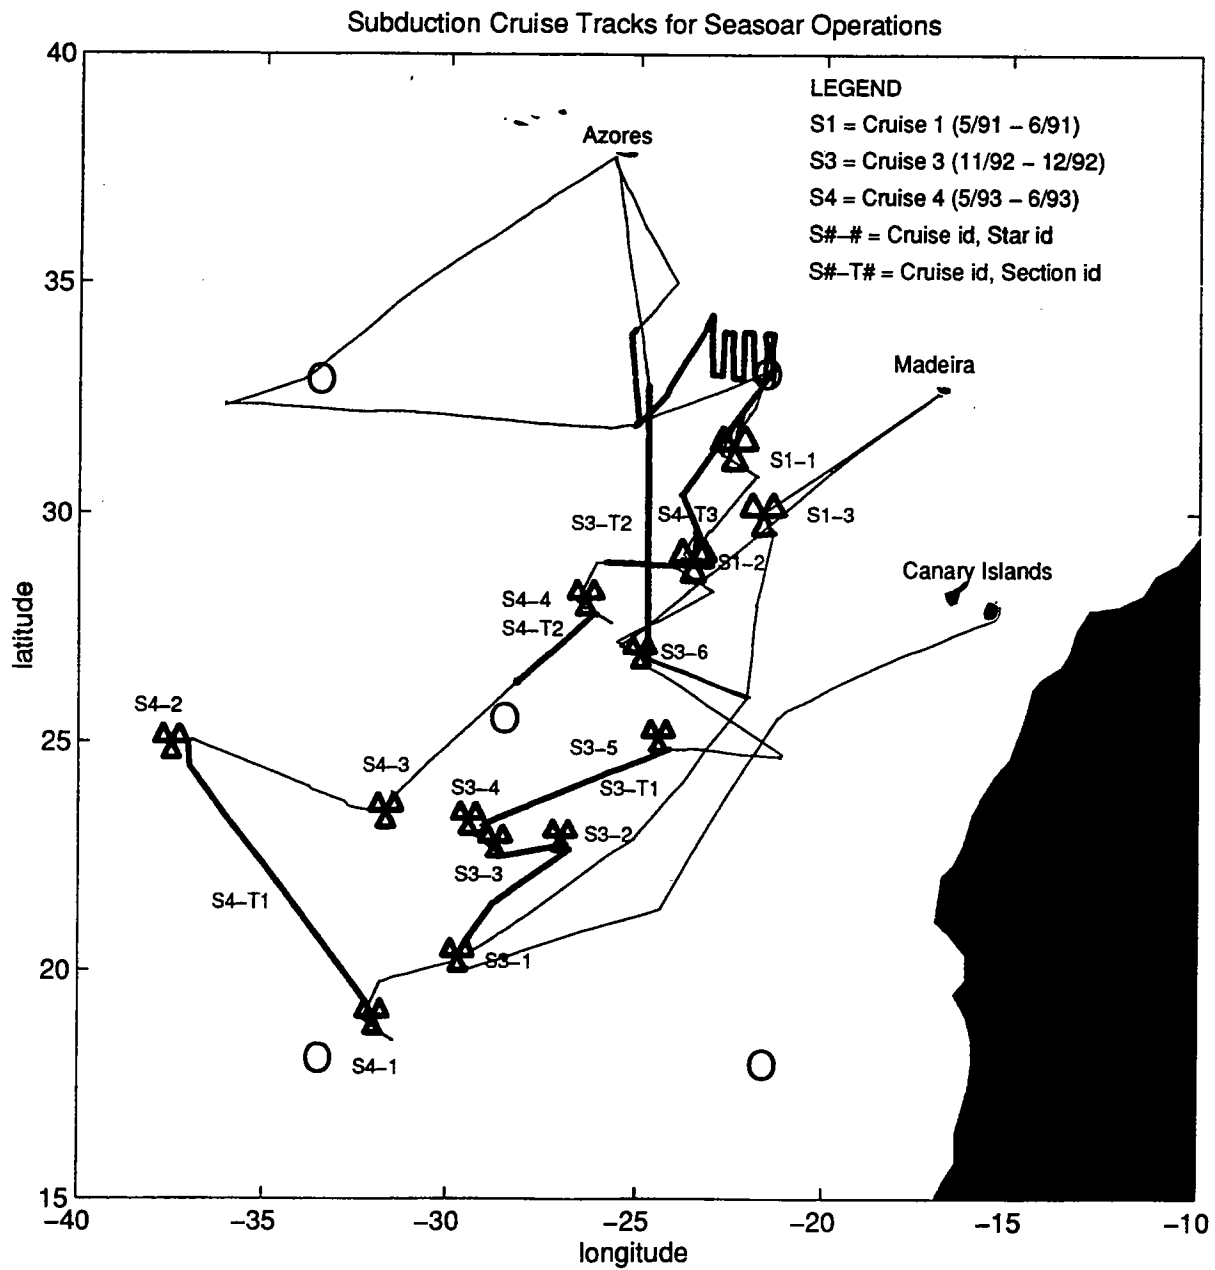 Subduction Cruise Tracks for Seasoar Operations
40
LEGEND
S1 = Cruise 1 (5/91 – 6/91)
Azores
S3 = Cruise 3 (11/92 – 12/92)
S4 = Cruise 4 (5/93 – 6/93)
S#–# = Cruise id, Star id
S#–T# = Cruise id, Section id
35
Madeira
S1–1
30
S3–T2
S4–T3
S1–3
S1–2
Canary Islands
S4–4
S4–T2
latitude
S3–6
S4–2
25
S3–5
S4–3
S3–4
S3–T1
S3–2
S3–3
S4–T1
S3–1
20
S4–1
15
–40
–35
–30
–25
–20
–15
–10
longitude